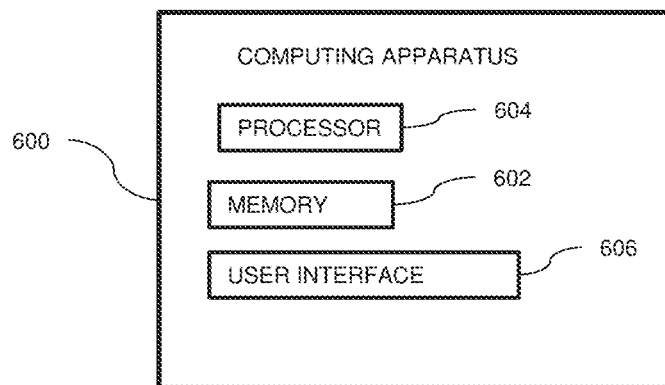 COMPUTING APPARATUS
PROCESSOR
604
600
MEMORY
602
USER INTERFACE
606